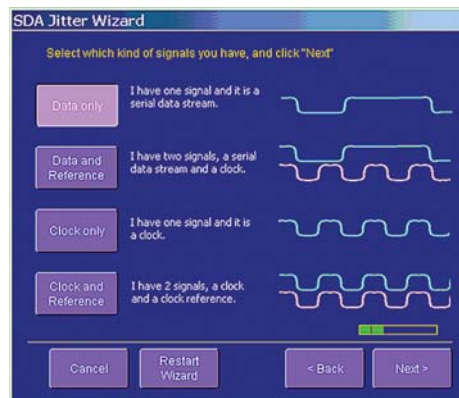 SDA Jitter Wizard
Select which kind of signals you have, and click "Next"
Data only
I have one signal and it is a
serial data stream.
Data and
Reference
I have two signals, a serial
data stream and a clock.
Clock only
I have one signal and it is
a clock.
Clock and
Reference
I have 2 signals, a clock
and a clock reference.
Cancel
Restart
Wizard
< Back
Next >